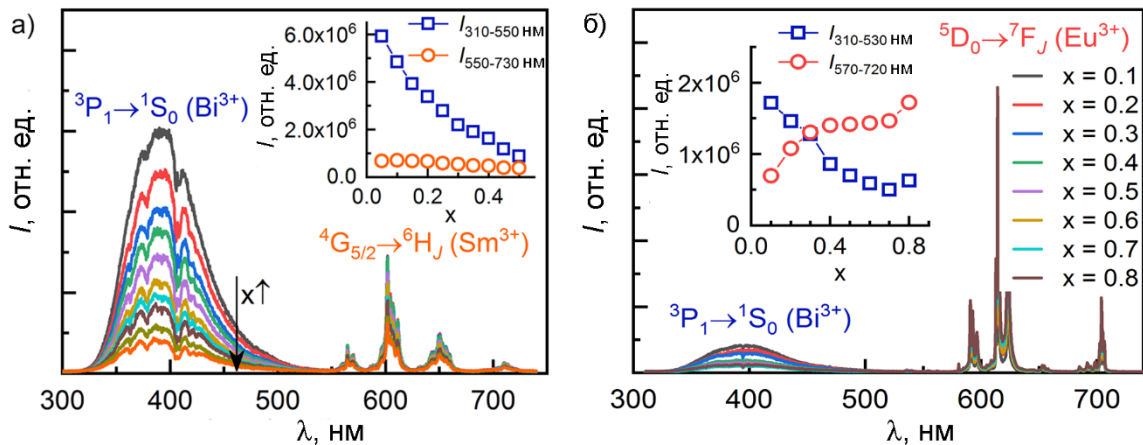 а)
I, отн. ед.
³P₁→¹S₀ (Bi³⁺)
⁴G₅/₂→⁶H_J (Sm³⁺)
x↑
300 400 500 600 700
λ, нм
I₃₁₀₋₅₅₀ нм
I₅₅₀₋₇₃₀ нм
I, отн. ед.
6.0x10⁶
4.0x10⁶
2.0x10⁶
0.0
0.0 0.2 0.4
x
б)
I, отн. ед.
⁵D₀→⁷F_J (Eu³⁺)
³P₁→¹S₀ (Bi³⁺)
x = 0.1
x = 0.2
x = 0.3
x = 0.4
x = 0.5
x = 0.6
x = 0.7
x = 0.8
400 500 600 700
λ, нм
I₃₁₀₋₅₃₀ нм
I₅₇₀₋₇₂₀ нм
I, отн. ед.
2x10⁶
1x10⁶
0
0.0 0.4 0.8
x